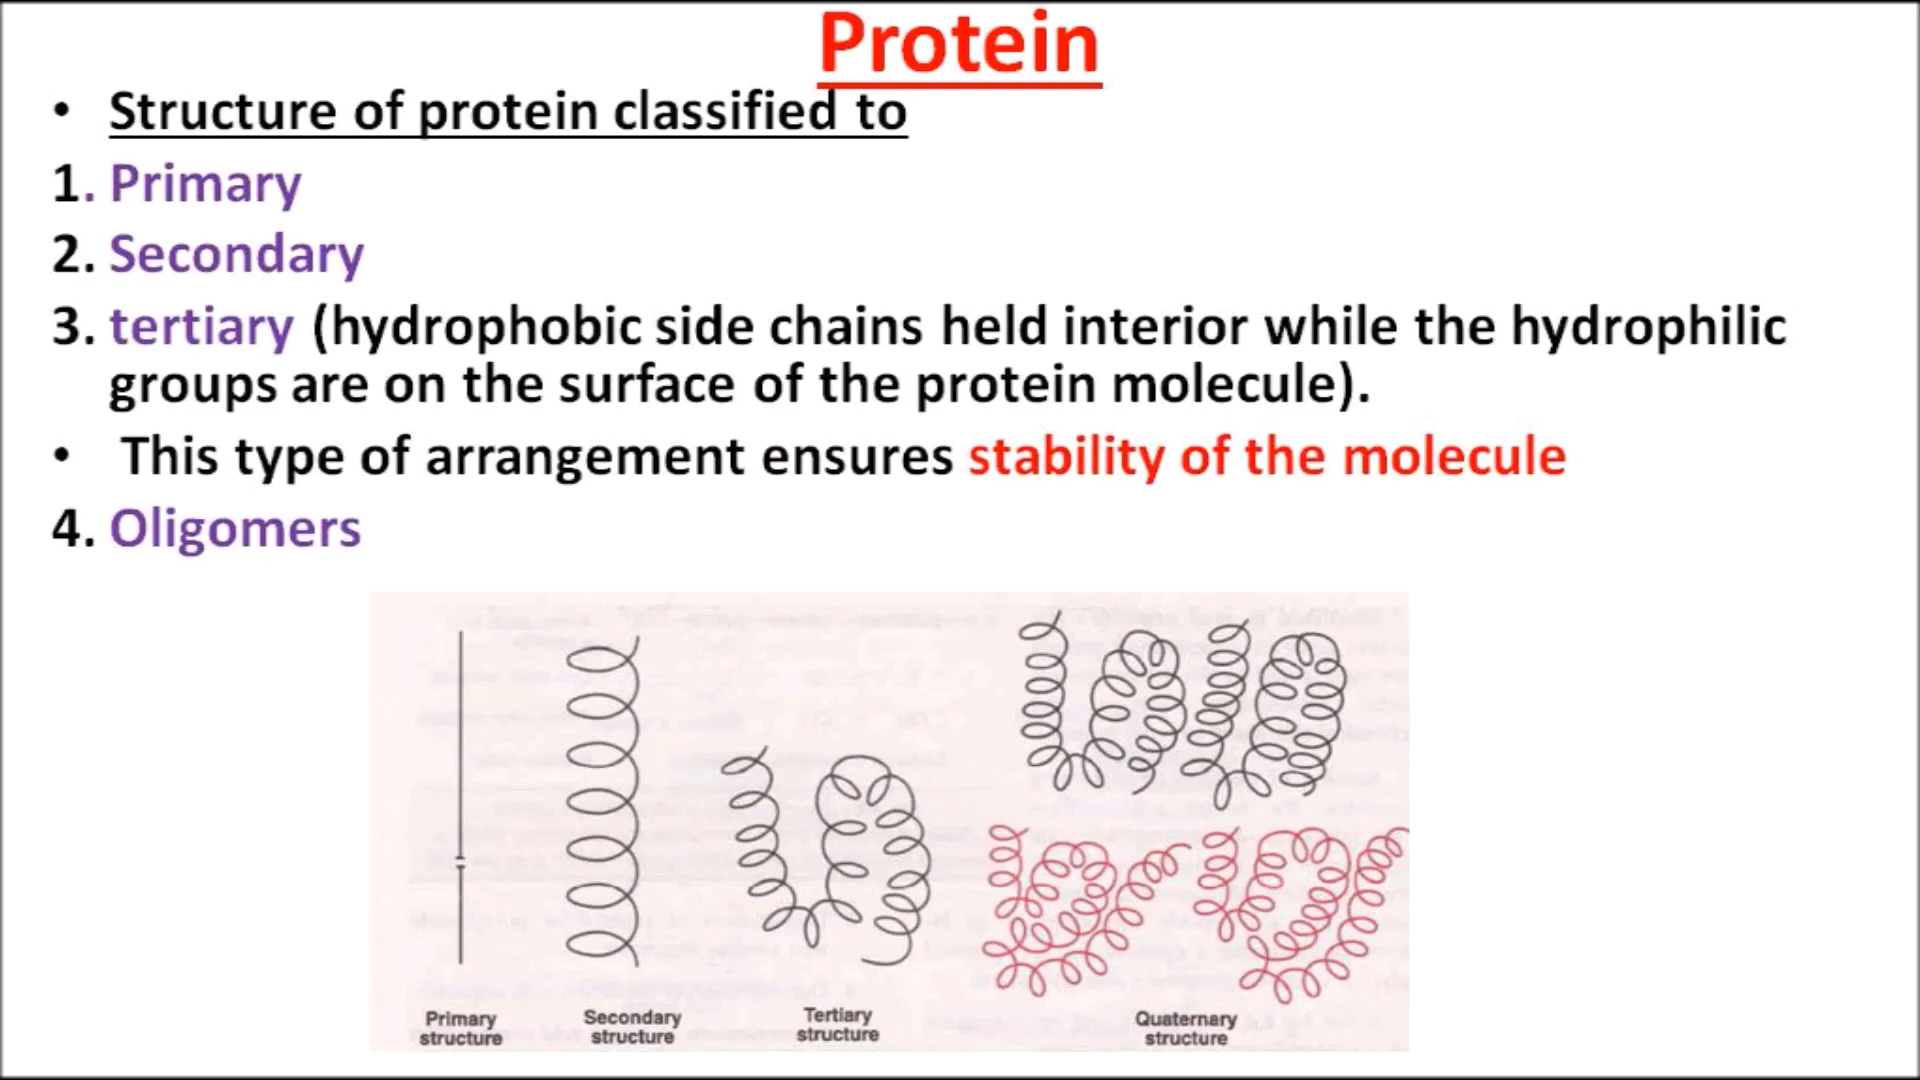 Protein
• Structure of protein classified to
1. Primary
2. Secondary
3. tertiary (hydrophobic side chains held interior while the hydrophilic
groups are on the surface of the protein molecule).
• This type of arrangement ensures stability of the molecule
4. Oligomers
Primary
structure
Secondary
structure
Tertiary
structure
Quaternary
structure